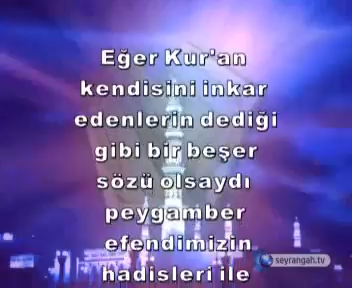 Eğer Kur'an
kendisini inkar
edenlerin dediği
gibi bir beşer
sözü olsaydı
peygamber
efendimizin
hadisleri ile
seyrangah.tv